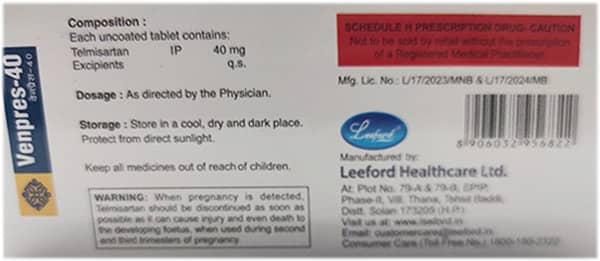 Venpres-40
वेनप्रेस-40
Composition :
Each uncoated tablet contains:
Telmisartan IP 40 mg
Excipients q.s.
Dosage : As directed by the Physician.
Storage : Store in a cool, dry and dark place.
Protect from direct sunlight.
Keep all medicines out of reach of children.
WARNING: When pregnancy is detected,
Telmisartan should be discontinued as soon as
possible as it can cause injury and even death to
the developing foetus, when used during second
and third trimesters of pregnancy
SCHEDULE H PRESCRIPTION DRUG- CAUTION
Not to be sold by retail without the prescription
of a Registered Medical Practitioner
Mfg. Lic. No.: L/17/2023/MNB & L/17/2024/MB
Leeford
8 906032 956822
Manufactured by:
Leeford Healthcare Ltd.
At: Plot No. 79-A & 79-B, EPIP,
Phase-II, Vill. Thana, Tehsil Baddi,
Distt. Solan 173205 (H.P.)
Visit us at: www.leeford.in
Email: customercare@leeford.in
Consumer Care (Toll Free No.) 1800-180-2322